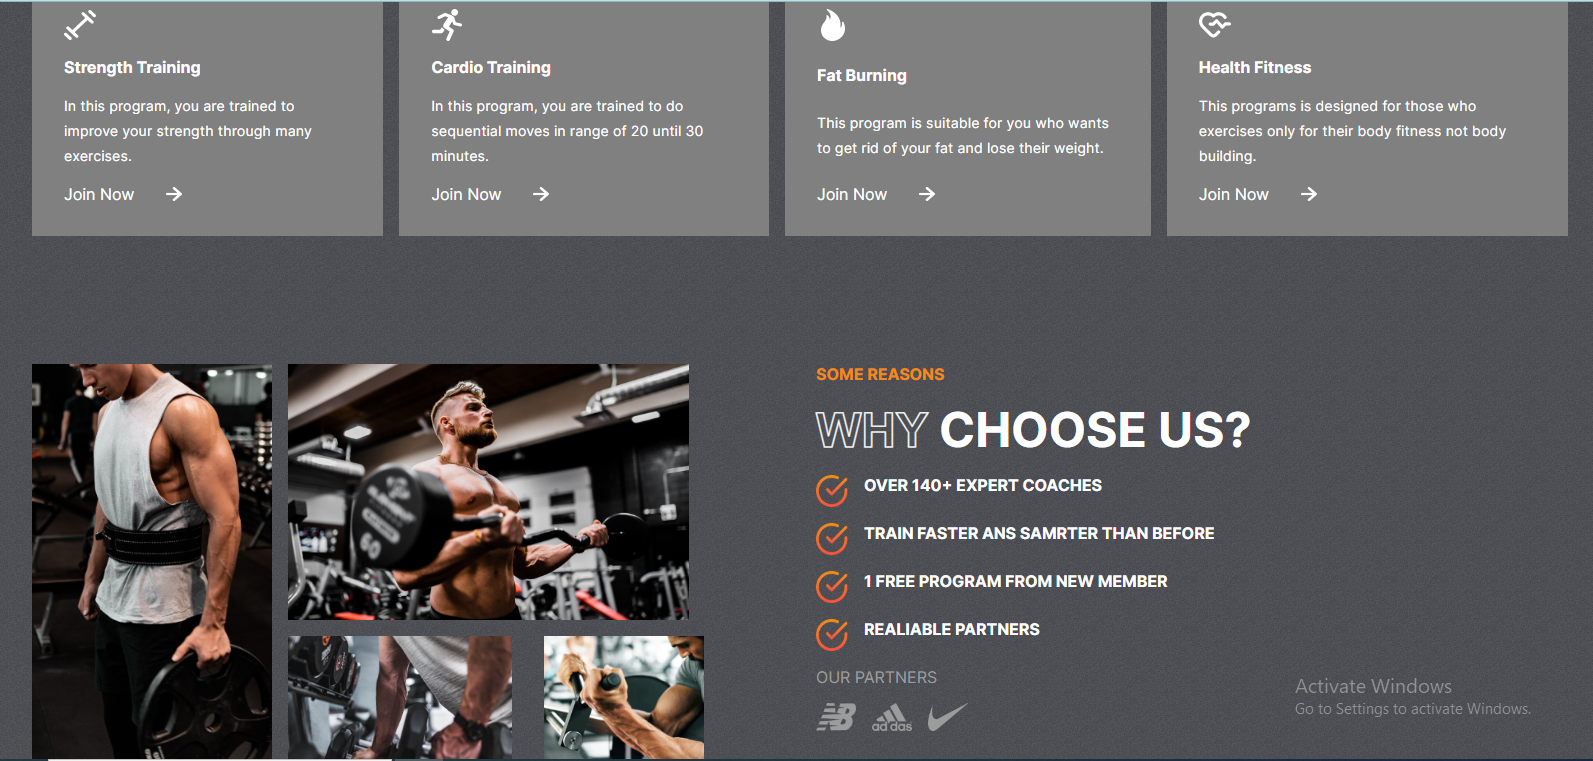 Strength Training
In this program, you are trained to
improve your strength through many
exercises.
Join Now
Cardio Training
In this program, you are trained to do
sequential moves in range of 20 until 30
minutes.
Join Now
Fat Burning
This program is suitable for you who wants
to get rid of your fat and lose their weight.
Join Now
Health Fitness
This programs is designed for those who
exercises only for their body fitness not body
building.
Join Now
60
SOME REASONS
WHY CHOOSE US?
OVER 140+ EXPERT COACHES
TRAIN FASTER ANS SAMRTER THAN BEFORE
1 FREE PROGRAM FROM NEW MEMBER
REALIABLE PARTNERS
OUR PARTNERS
adidas
Activate Windows
Go to Settings to activate Windows.